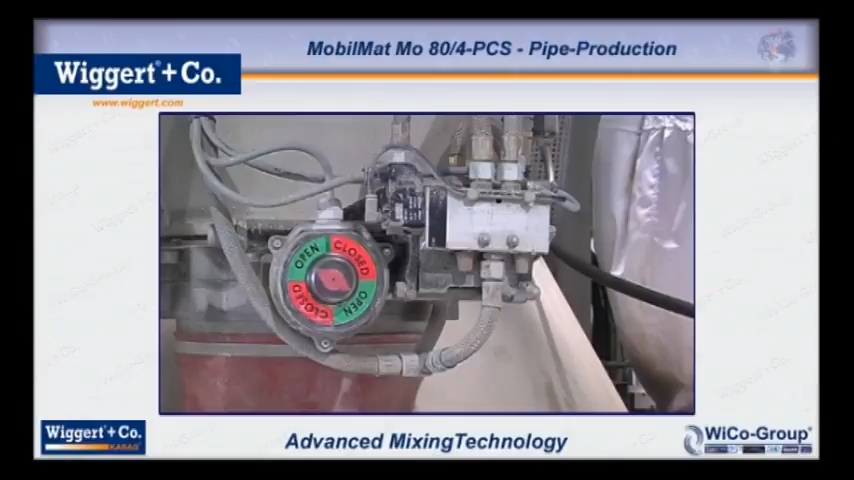 MobilMat Mo 80/4-PCS - Pipe-Production
Wiggert® + Co.
www.wiggert.com
OPEN
CLOSED
CLOSED
OPEN
Wiggert® + Co.
Advanced MixingTechnology
WiCo-Group®